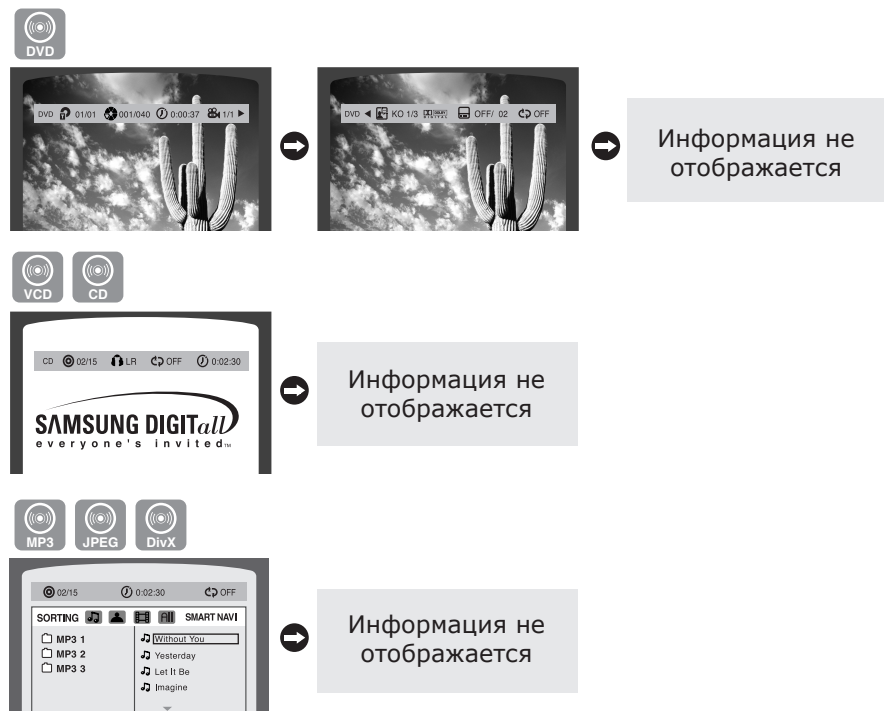 DVD
DVD 01/01 001/040 0:00:37 1/1
DVD KO 1/3 DIGITAL OFF/ 02 OFF
Информация не
отображается
VCD CD
CD 02/15 LR OFF 0:02:30
SAMSUNG DIGITall
everyone's invited™
Информация не
отображается
MP3 JPEG DivX
02/15 0:02:30 OFF
SORTING All SMART NAVI
MP3 1
MP3 2
MP3 3
Without You
Yesterday
Let It Be
Imagine
Информация не
отображается